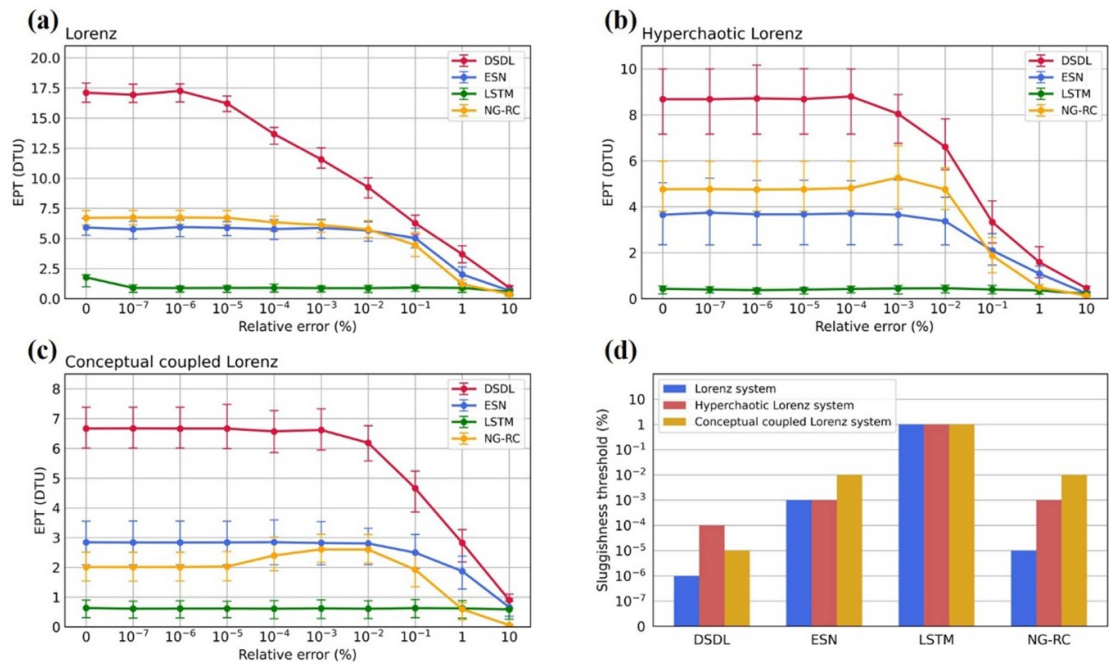 (a)
Lorenz
EPT (DTU)
20.0
17.5
15.0
12.5
10.0
7.5
5.0
2.5
0.0
DSDL
ESN
LSTM
NG-RC
0 10⁻⁷ 10⁻⁶ 10⁻⁵ 10⁻⁴ 10⁻³ 10⁻² 10⁻¹ 1 10
Relative error (%)
(b)
Hyperchaotic Lorenz
EPT (DTU)
10
8
6
4
2
0
DSDL
ESN
LSTM
NG-RC
0 10⁻⁷ 10⁻⁶ 10⁻⁵ 10⁻⁴ 10⁻³ 10⁻² 10⁻¹ 1 10
Relative error (%)
(c)
Conceptual coupled Lorenz
EPT (DTU)
8
7
6
5
4
3
2
1
0
DSDL
ESN
LSTM
NG-RC
0 10⁻⁷ 10⁻⁶ 10⁻⁵ 10⁻⁴ 10⁻³ 10⁻² 10⁻¹ 1 10
Relative error (%)
(d)
Sluggishness threshold (%)
10
1
10⁻¹
10⁻²
10⁻³
10⁻⁴
10⁻⁵
10⁻⁶
10⁻⁷
0
Lorenz system
Hyperchaotic Lorenz system
Conceptual coupled Lorenz system
DSDL ESN LSTM NG-RC